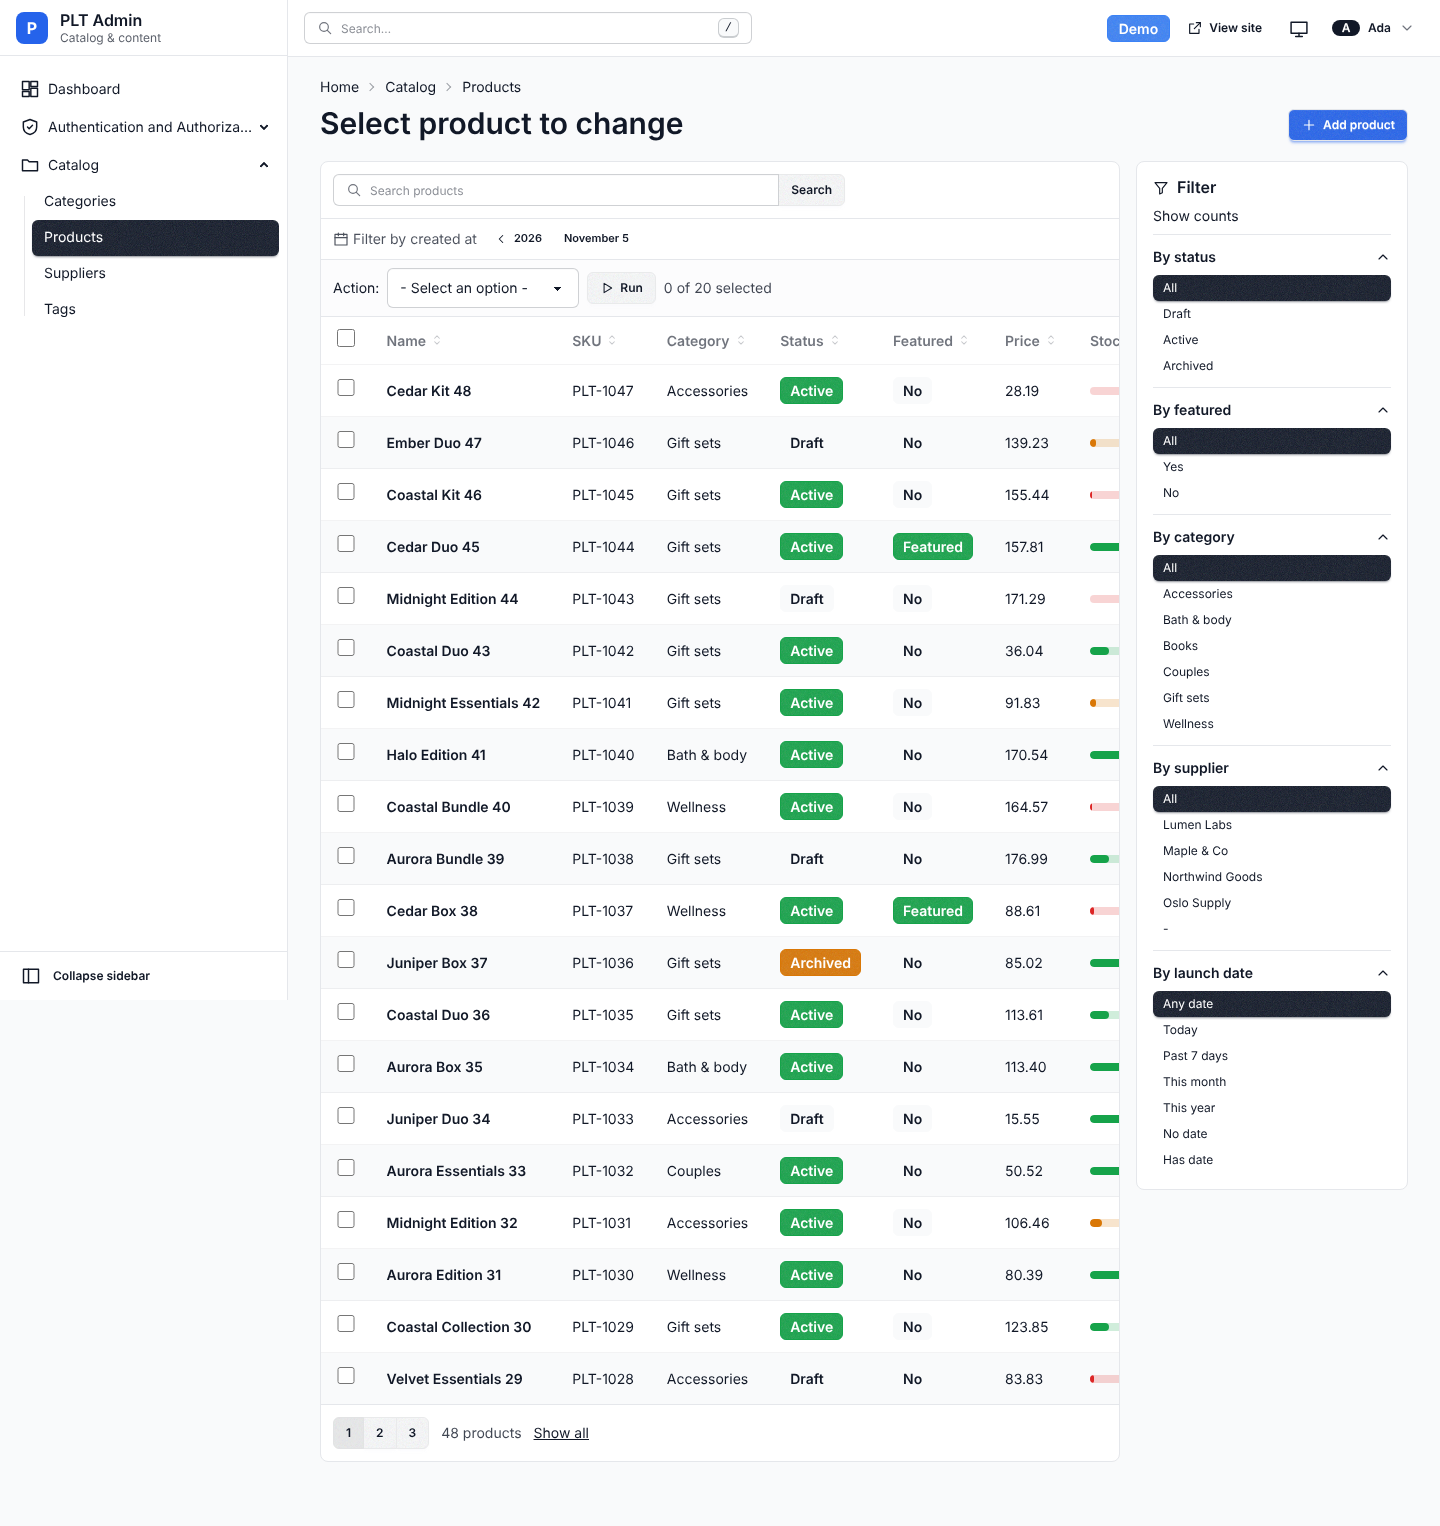 P
PLT Admin
Catalog & content
Search...
/
Demo
View site
A
Ada
Dashboard
Authentication and Authoriza...
Catalog
Categories
Products
Suppliers
Tags
Collapse sidebar
Home
Catalog
Products
Select product to change
Add product
Search products
Search
Filter by created at
2026
November 5
Action:
- Select an option -
Run
0 of 20 selected
Name SKU Category Status Featured Price Stoc
Cedar Kit 48 PLT-1047 Accessories Active No 28.19
Ember Duo 47 PLT-1046 Gift sets Draft No 139.23
Coastal Kit 46 PLT-1045 Gift sets Active No 155.44
Cedar Duo 45 PLT-1044 Gift sets Active Featured 157.81
Midnight Edition 44 PLT-1043 Gift sets Draft No 171.29
Coastal Duo 43 PLT-1042 Gift sets Active No 36.04
Midnight Essentials 42 PLT-1041 Gift sets Active No 91.83
Halo Edition 41 PLT-1040 Bath & body Active No 170.54
Coastal Bundle 40 PLT-1039 Wellness Active No 164.57
Aurora Bundle 39 PLT-1038 Gift sets Draft No 176.99
Cedar Box 38 PLT-1037 Wellness Active Featured 88.61
Juniper Box 37 PLT-1036 Gift sets Archived No 85.02
Coastal Duo 36 PLT-1035 Gift sets Active No 113.61
Aurora Box 35 PLT-1034 Bath & body Active No 113.40
Juniper Duo 34 PLT-1033 Accessories Draft No 15.55
Aurora Essentials 33 PLT-1032 Couples Active No 50.52
Midnight Edition 32 PLT-1031 Accessories Active No 106.46
Aurora Edition 31 PLT-1030 Wellness Active No 80.39
Coastal Collection 30 PLT-1029 Gift sets Active No 123.85
Velvet Essentials 29 PLT-1028 Accessories Draft No 83.83
1 2 3 48 products Show all
Filter
Show counts
By status
All
Draft
Active
Archived
By featured
All
Yes
No
By category
All
Accessories
Bath & body
Books
Couples
Gift sets
Wellness
By supplier
All
Lumen Labs
Maple & Co
Northwind Goods
Oslo Supply
-
By launch date
Any date
Today
Past 7 days
This month
This year
No date
Has date